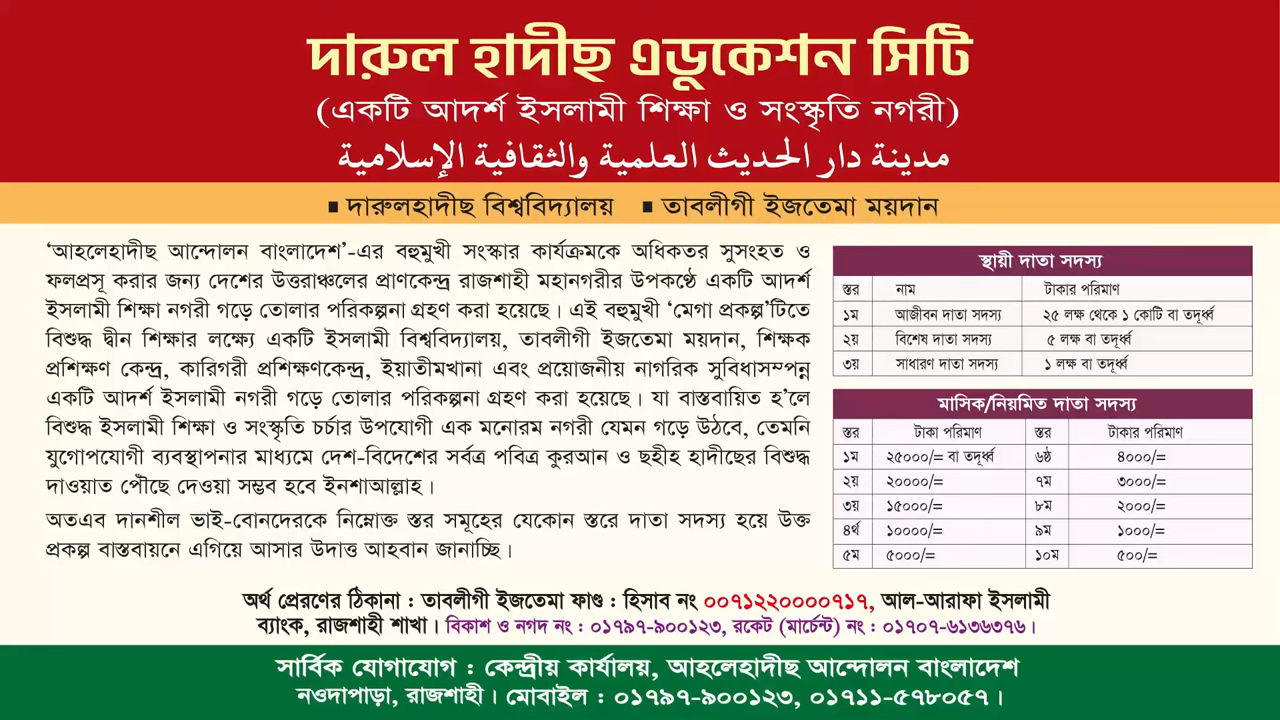 দারুল হাদীছ এডুকেশন সিটি
(একটি আদর্শ ইসলামী শিক্ষা ও সংস্কৃতি নগরী)
مدينة دار الحديث العلمية والثقافية الإسلامية
▪ দারুলহাদীছ বিশ্ববিদ্যালয় ▪ তাবলীগী ইজতেমা ময়দান
‘আহলেহাদীছ আন্দোলন বাংলাদেশ’-এর বহুমুখী সংস্কার কার্যক্রমকে অধিকতর সুসংহত ও
ফলপ্রসূ করার জন্য দেশের উত্তরাঞ্চলের প্রাণকেন্দ্র রাজশাহী মহানগরীর উপকণ্ঠে একটি আদর্শ
ইসলামী শিক্ষা নগরী গড়ে তোলার পরিকল্পনা গ্রহণ করা হয়েছে। এই বহুমুখী ‘মেগা প্রকল্প’টিতে
বিশুদ্ধ দ্বীন শিক্ষার লক্ষ্যে একটি ইসলামী বিশ্ববিদ্যালয়, তাবলীগী ইজতেমা ময়দান, শিক্ষক
প্রশিক্ষণ কেন্দ্র, কারিগরী প্রশিক্ষণকেন্দ্র, ইয়াতীমখানা এবং প্রয়োজনীয় নাগরিক সুবিধাসম্পন্ন
একটি আদর্শ ইসলামী নগরী গড়ে তোলার পরিকল্পনা গ্রহণ করা হয়েছে। যা বাস্তবায়িত হ’লে
বিশুদ্ধ ইসলামী শিক্ষা ও সংস্কৃতি চর্চার উপযোগী এক মনোরম নগরী যেমন গড়ে উঠবে, তেমনি
যুগোপযোগী ব্যবস্থাপনার মাধ্যমে দেশ-বিদেশের সর্বত্র পবিত্র কুরআন ও ছহীহ হাদীছের বিশুদ্ধ
দাওয়াত পৌঁছে দেওয়া সম্ভব হবে ইনশাআল্লাহ।
অতএব দানশীল ভাই-বোনদেরকে নিম্নোক্ত স্তর সমূহের যেকোন স্তরে দাতা সদস্য হয়ে উক্ত
প্রকল্প বাস্তবায়নে এগিয়ে আসার উদাত্ত আহবান জানাচ্ছি।
স্থায়ী দাতা সদস্য
স্তর নাম টাকার পরিমাণ
১ম আজীবন দাতা সদস্য ২৫ লক্ষ থেকে ১ কোটি বা তদূর্ধ্ব
২য় বিশেষ দাতা সদস্য ৫ লক্ষ বা তদূর্ধ্ব
৩য় সাধারণ দাতা সদস্য ১ লক্ষ বা তদূর্ধ্ব
মাসিক/নিয়মিত দাতা সদস্য
স্তর টাকা পরিমাণ স্তর টাকার পরিমাণ
১ম ২৫০০০/= বা তদূর্ধ্ব ৬ষ্ঠ ৪০০০/=
২য় ২০০০০/= ৭ম ৩০০০/=
৩য় ১৫০০০/= ৮ম ২০০০/=
৪র্থ ১০০০০/= ৯ম ১০০০/=
৫ম ৫০০০/= ১০ম ৫০০/=
অর্থ প্রেরণের ঠিকানা : তাবলীগী ইজতেমা ফাণ্ড : হিসাব নং ০০৭১২২০০০০৭১৭, আল-আরাফা ইসলামী
ব্যাংক, রাজশাহী শাখা। বিকাশ ও নগদ নং : ০১৭৯৭-৯০০১২৩, রকেট (মার্চেন্ট) নং : ০১৭০৭-৬১৩৬৩৭৬।
সার্বিক যোগাযোগ : কেন্দ্রীয় কার্যালয়, আহলেহাদীছ আন্দোলন বাংলাদেশ
নওদাপাড়া, রাজশাহী। মোবাইল : ০১৭৯৭-৯০০১২৩, ০১৭১১-৫৭৮০৫৭।